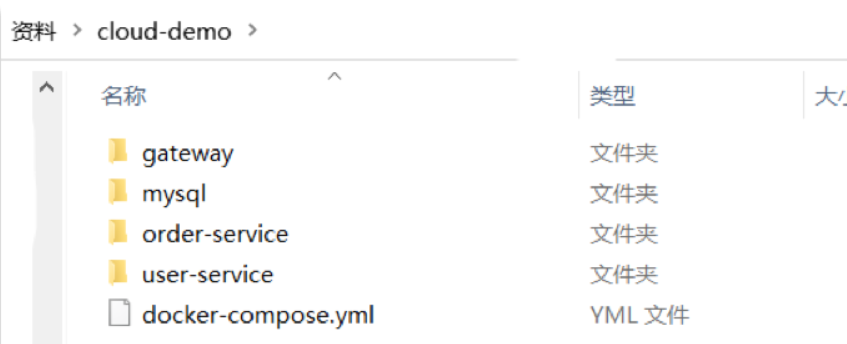 资料 > cloud-demo >
名称 类型 大小
gateway 文件夹
mysql 文件夹
order-service 文件夹
user-service 文件夹
docker-compose.yml YML 文件